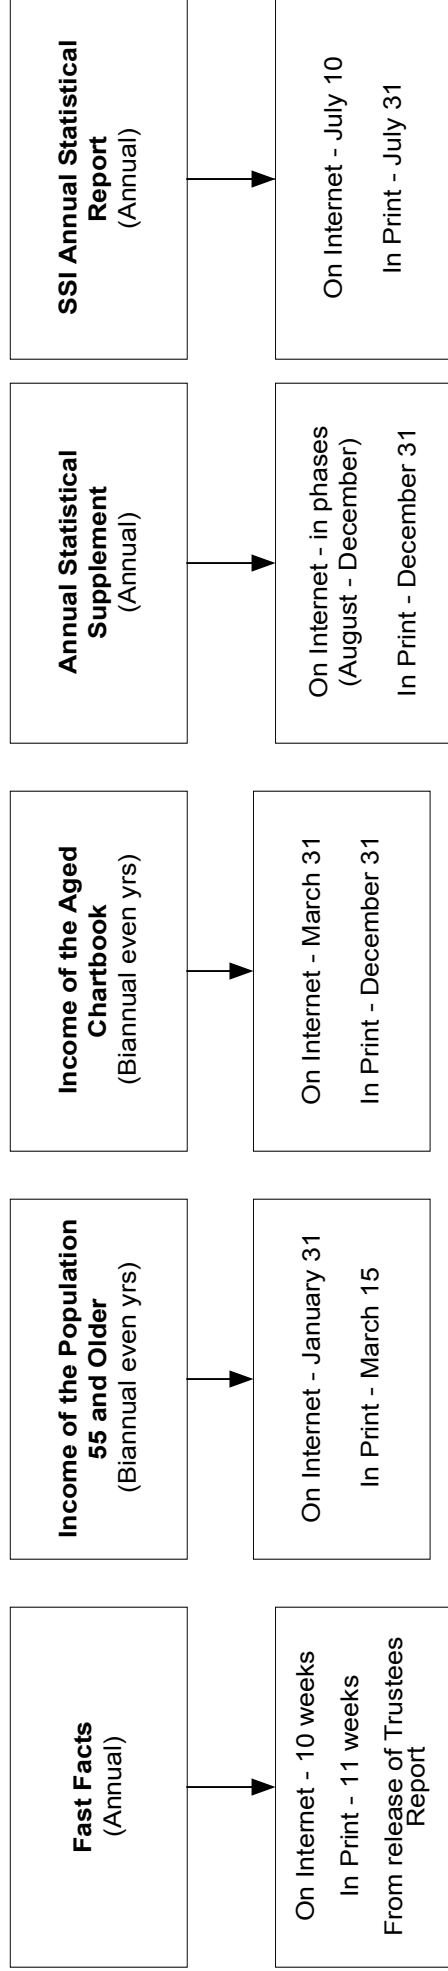 Fast Facts
(Annual)
On Internet - 10 weeks
In Print - 11 weeks
From release of Trustees
Report
Income of the Population
55 and Older
(Biannual even yrs)
On Internet - January 31
In Print - March 15
Income of the Aged
Chartbook
(Biannual even yrs)
On Internet - March 31
In Print - December 31
Annual Statistical
Supplement
(Annual)
On Internet - in phases
(August - December)
In Print - December 31
SSI Annual Statistical
Report
(Annual)
On Internet - July 10
In Print - July 31